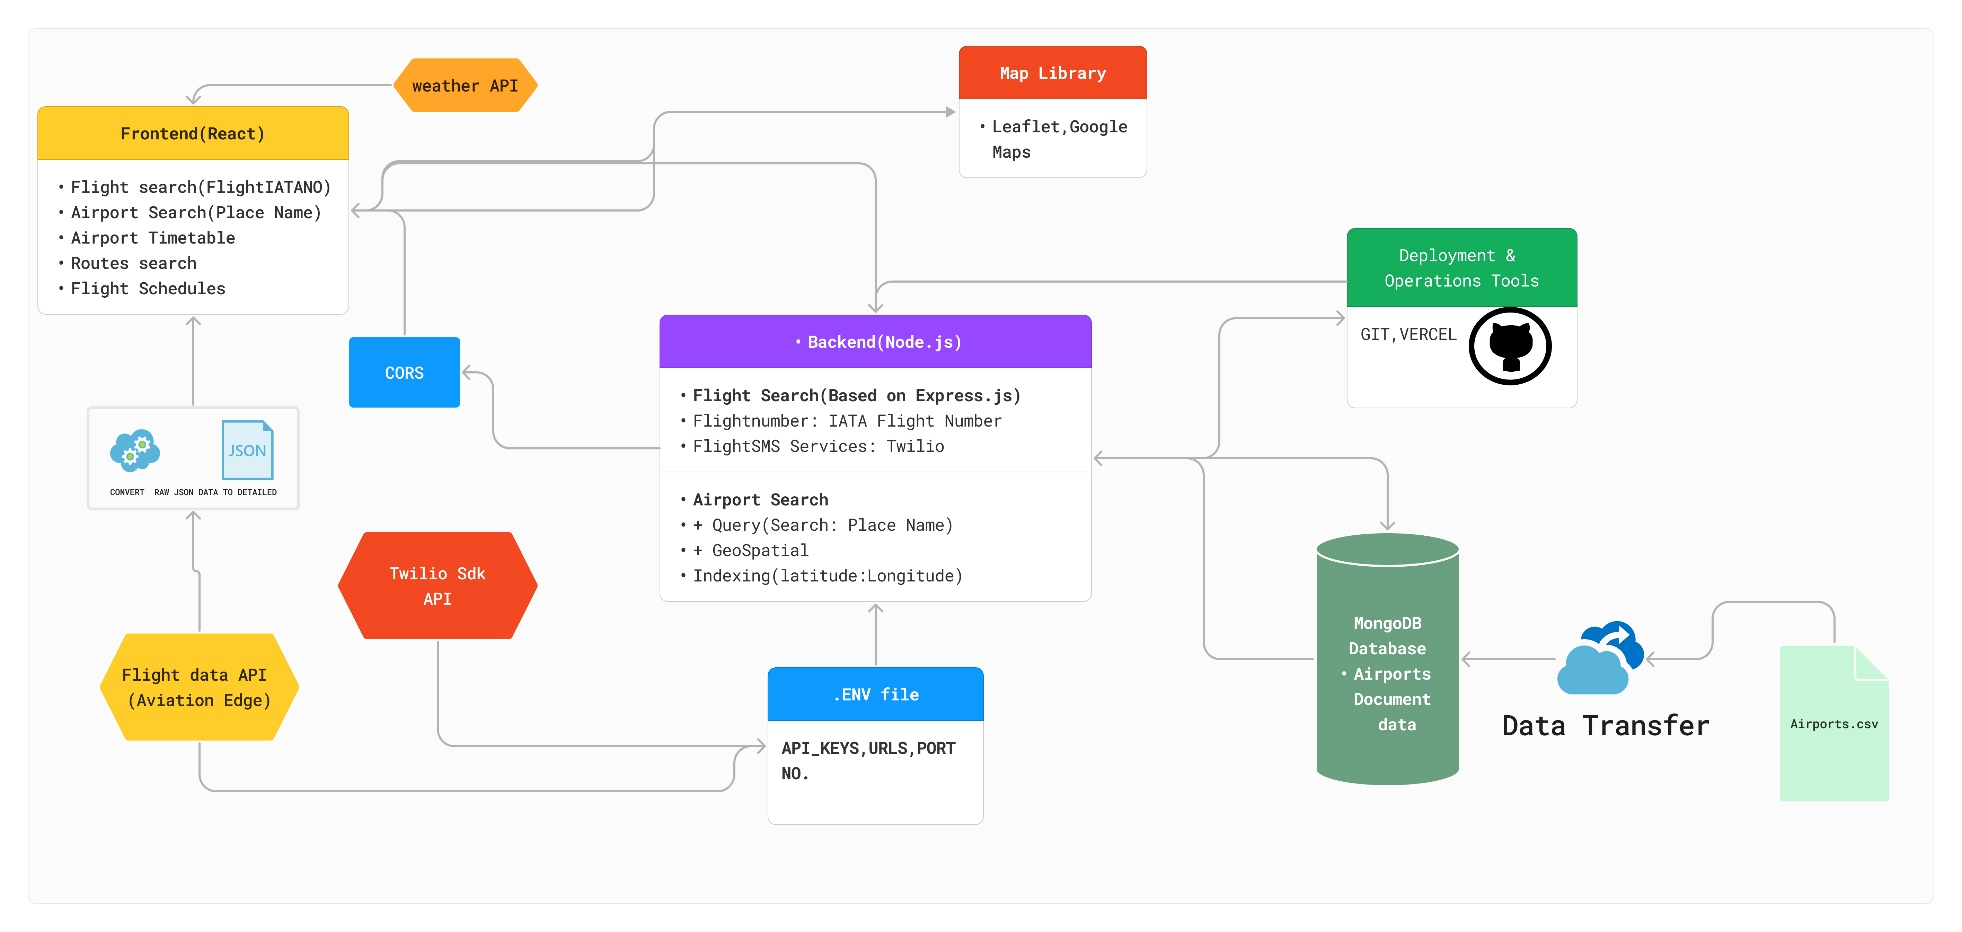 weather API
Map Library
• Leaflet,Google
Maps
Frontend(React)
• Flight search(FlightIATANO)
• Airport Search(Place Name)
• Airport Timetable
• Routes search
• Flight Schedules
Deployment &
Operations Tools
GIT,VERCEL
• Backend(Node.js)
• Flight Search(Based on Express.js)
• Flightnumber: IATA Flight Number
• FlightSMS Services: Twilio
• Airport Search
• + Query(Search: Place Name)
• + GeoSpatial
• Indexing(latitude:Longitude)
CORS
JSON
CONVERT RAW JSON DATA TO DETAILED
Twilio Sdk
API
Flight data API
(Aviation Edge)
.ENV file
API_KEYS,URLS,PORT
NO.
MongoDB
Database
• Airports
Document
data
Data Transfer
Airports.csv